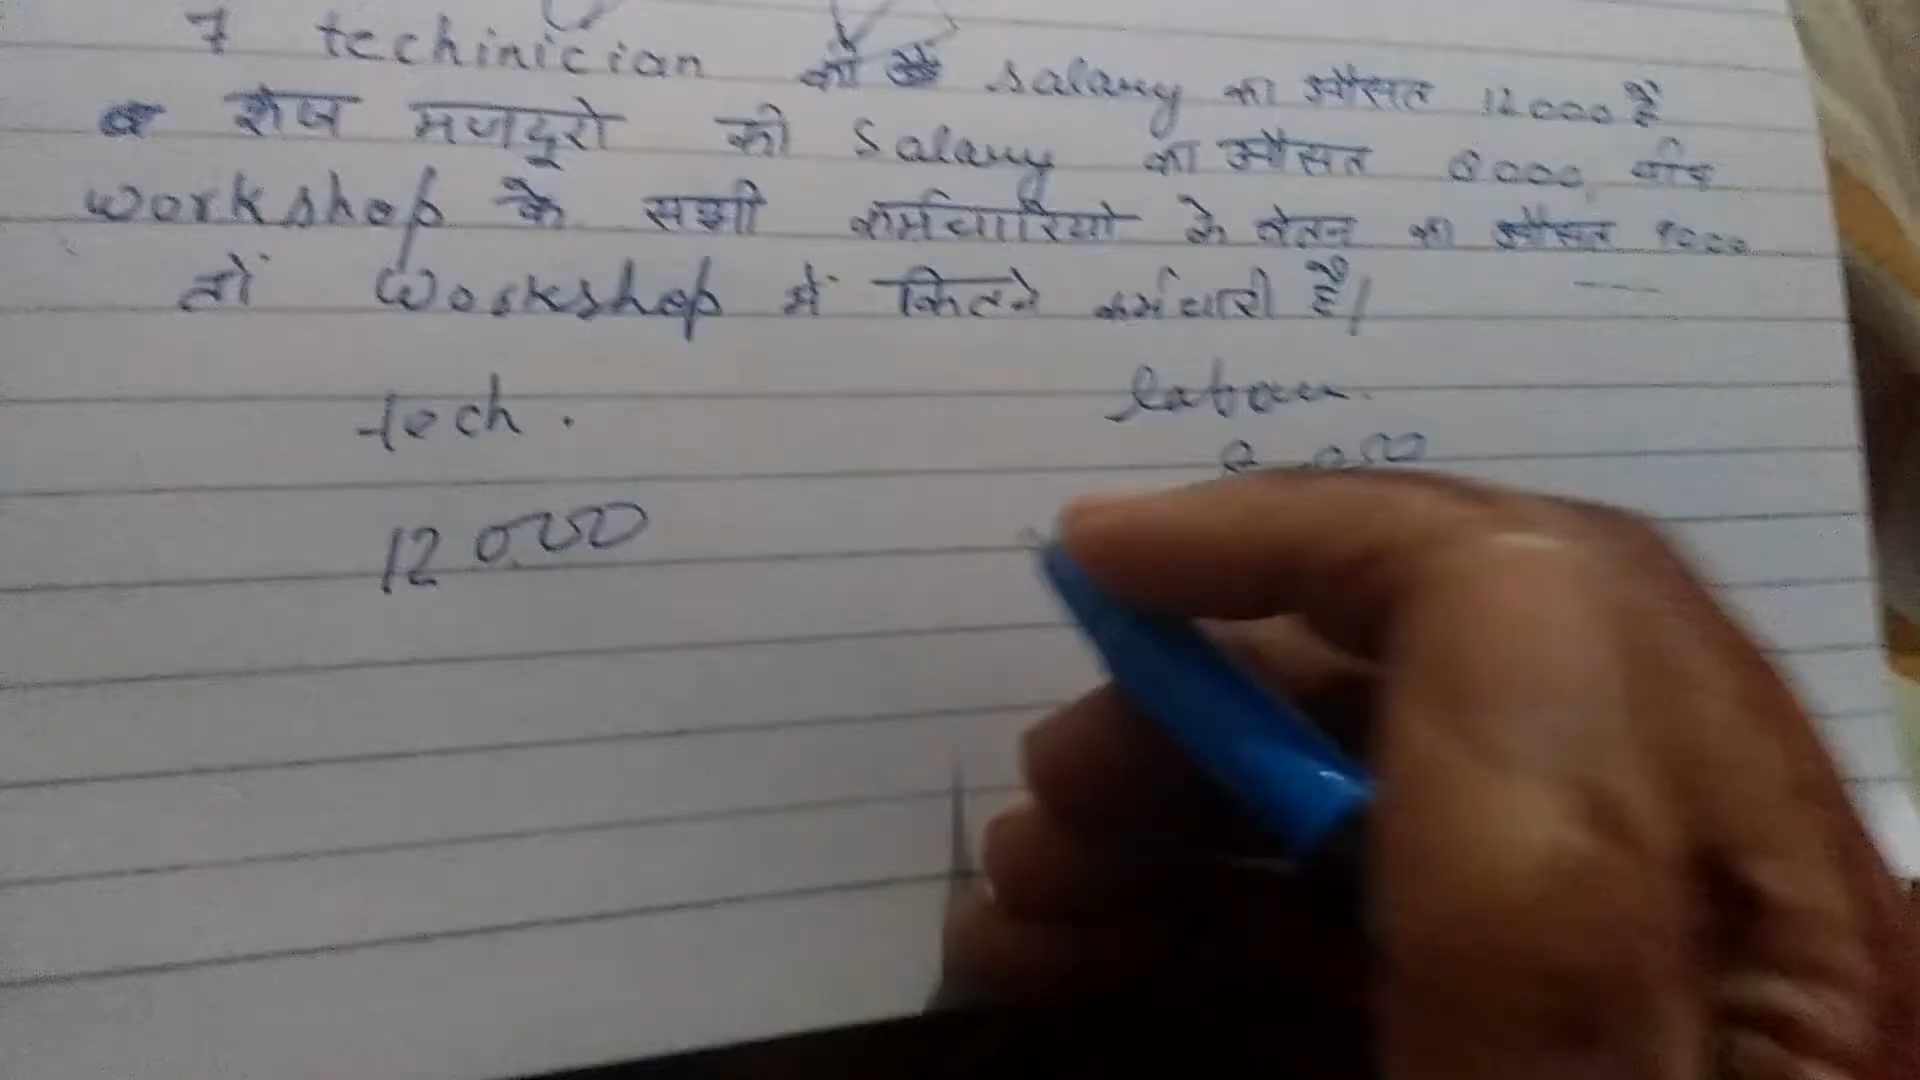 7 techinician की salary का औसत 12000 है
शेष मजदूरो की Salary का औसत 8000,
workshop के सभी कर्मचारियो के वेतन का औसत 9000
तों Workshop में कितने कर्मचारी है।
tech. labour.
12000